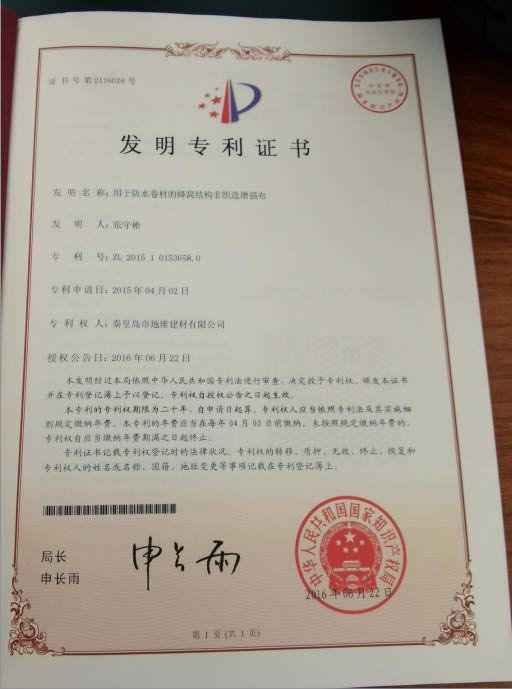 证书号第2116026号
发明专利证书
发 明 名 称：用于防水卷材的蜂窝结构非织造增强布
发 明 人：张守彬
专 利 号：ZL 2015 1 0153658.0
专利申请日：2015年04月02日
专 利 权 人：秦皇岛市地维建材有限公司
授权公告日：2016年06月22日
本发明经过本局依照中华人民共和国专利法进行审查，决定授予专利权，颁发本证书
并在专利登记簿上予以登记。专利权自授权公告之日起生效。
本专利的专利权期限为二十年，自申请日起算。专利权人应当依照专利法及其实施细
则规定缴纳年费。本专利的年费应当在每年04月02日前缴纳。未按照规定缴纳年费的，
专利权自应当缴纳年费期满之日起终止。
专利证书记载专利权登记时的法律状况。专利权的转移、质押、无效、终止、恢复和
专利权人的姓名或名称、国籍、地址变更等事项记载在专利登记簿上。
局长
申长雨
申长雨
中华人民共和国国家知识产权局
2016年06月22日
第1页(共1页)